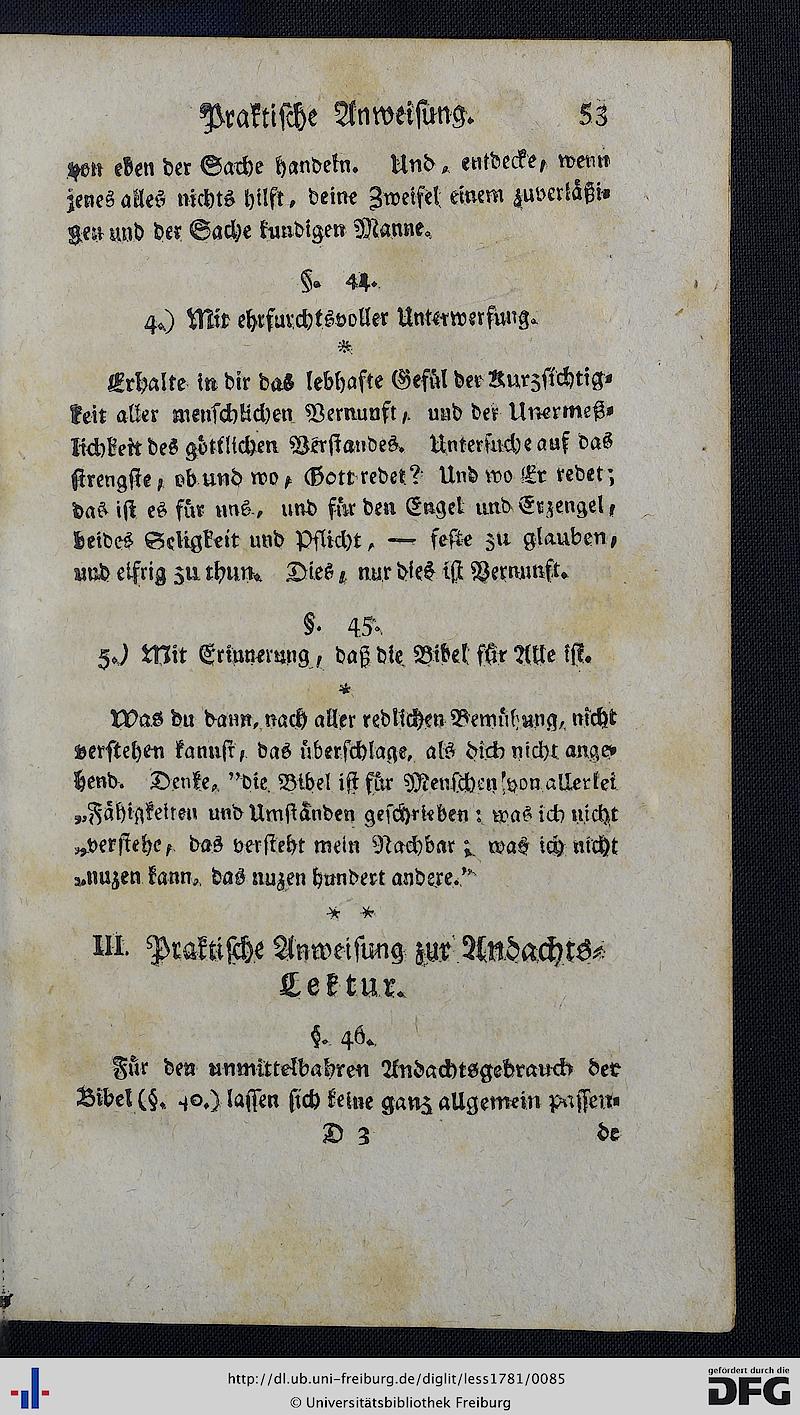 Praktische Anweisung. 53
von eben der Sache handeln. Und, entdecke, wenn
jenes alles nichts hilft, deine Zweifel einem zuverläßi-
gen und der Sache kundigen Manne.
§. 44.
4.) Mit ehrfurchtsvoller Unterwerfung.
*
Erhalte in dir das lebhafte Gefül der Kurzsichtig-
keit aller menschlichen Vernunft, und der Unermeß-
lichkeit des göttlichen Verstandes. Untersuche auf das
strengste, ob und wo, Gott redet? Und wo Er redet;
das ist es für uns, und für den Engel und Erzengel,
beides Seligkeit und Pflicht, — feste zu glauben,
und eifrig zu thun. Dies, nur dies ist Vernunft.
§. 45.
5.) Mit Erinnerung, daß die Bibel für Alle ist.
*
Was du dann, nach aller redlichen Bemühung, nicht
verstehen kannst, das überschlage, als dich nicht ange-
hend. Denke, "die Bibel ist für Menschen von allerlei
„Fähigkeiten und Umständen geschrieben: was ich nicht
„verstehe, das versteht mein Nachbar; was ich nicht
„nuzen kann, das nuzen hundert andere."
* *
III. Praktische Anweisung zur Andachts-
Lektur.
§. 46.
Für den unmittelbahren Andachtsgebrauch der
Bibel (§. 40.) lassen sich keine ganz allgemein passen-
D 3 de
http://dl.ub.uni-freiburg.de/diglit/less1781/0085
© Universitätsbibliothek Freiburg
gefördert durch die
DFG